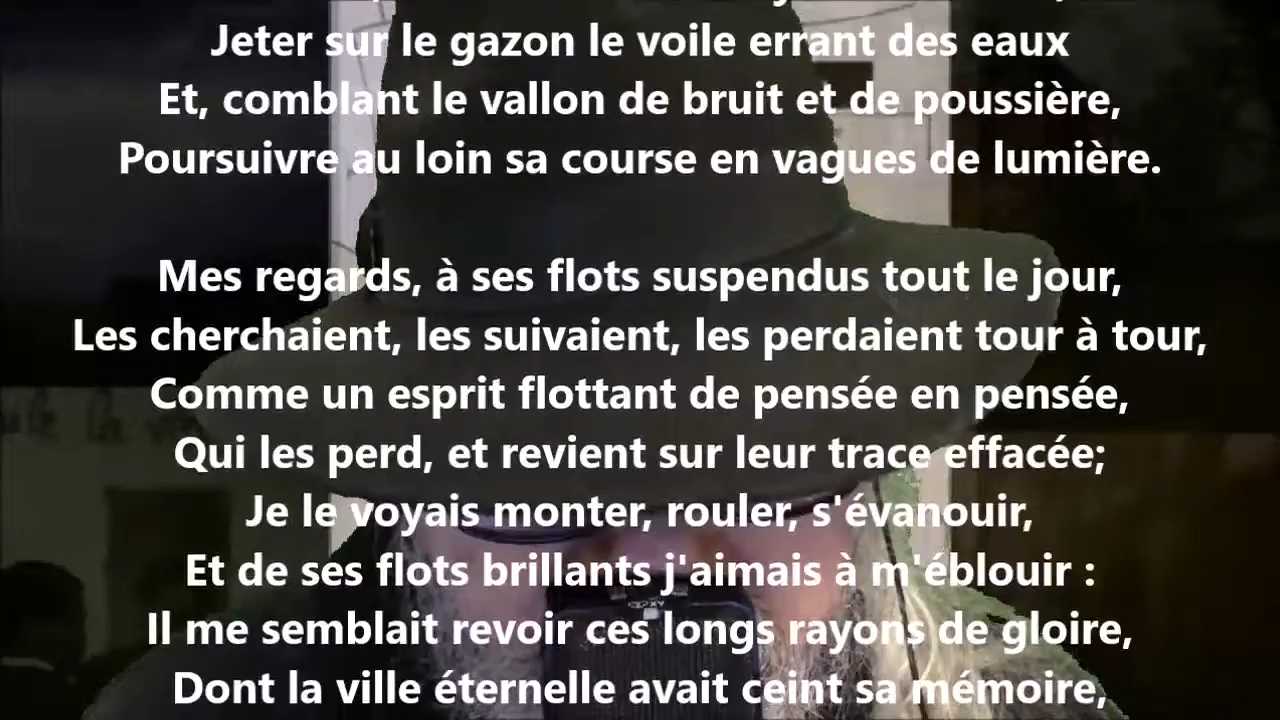 Jeter sur le gazon le voile errant des eaux
Et, comblant le vallon de bruit et de poussière,
Poursuivre au loin sa course en vagues de lumière.
Mes regards, à ses flots suspendus tout le jour,
Les cherchaient, les suivaient, les perdaient tour à tour,
Comme un esprit flottant de pensée en pensée,
Qui les perd, et revient sur leur trace effacée;
Je le voyais monter, rouler, s'évanouir,
Et de ses flots brillants j'aimais à m'éblouir :
Il me semblait revoir ces longs rayons de gloire,
Dont la ville éternelle avait ceint sa mémoire,